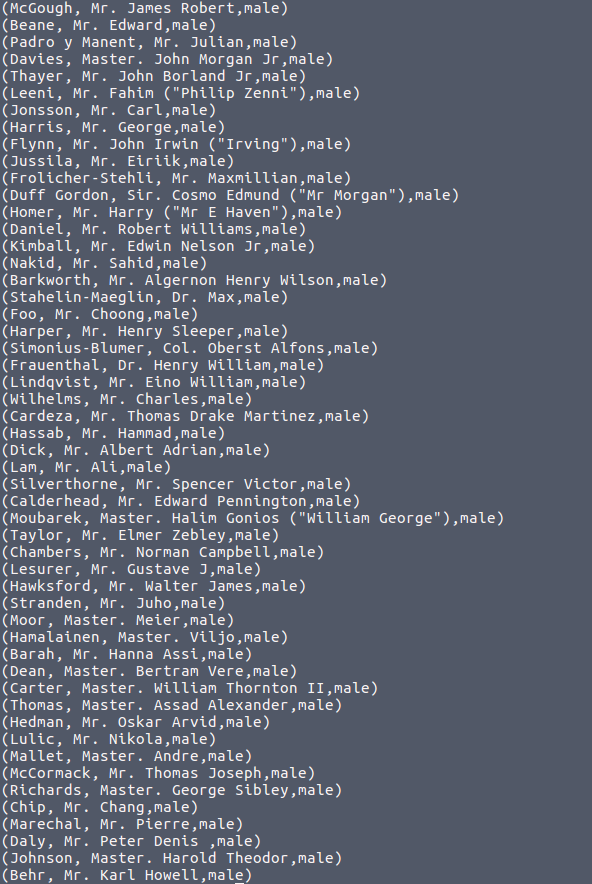 (McGough, Mr. James Robert,male)
(Beane, Mr. Edward,male)
(Padro y Manent, Mr. Julian,male)
(Davies, Master. John Morgan Jr,male)
(Thayer, Mr. John Borland Jr,male)
(Leeni, Mr. Fahim ("Philip Zenni"),male)
(Jonsson, Mr. Carl,male)
(Harris, Mr. George,male)
(Flynn, Mr. John Irwin ("Irving"),male)
(Jussila, Mr. Eiriik,male)
(Frolicher-Stehli, Mr. Maxmillian,male)
(Duff Gordon, Sir. Cosmo Edmund ("Mr Morgan"),male)
(Homer, Mr. Harry ("Mr E Haven"),male)
(Daniel, Mr. Robert Williams,male)
(Kimball, Mr. Edwin Nelson Jr,male)
(Nakid, Mr. Sahid,male)
(Barkworth, Mr. Algernon Henry Wilson,male)
(Stahelin-Maeglin, Dr. Max,male)
(Foo, Mr. Choong,male)
(Harper, Mr. Henry Sleeper,male)
(Simonius-Blumer, Col. Oberst Alfons,male)
(Frauenthal, Dr. Henry William,male)
(Lindqvist, Mr. Eino William,male)
(Wilhelms, Mr. Charles,male)
(Cardeza, Mr. Thomas Drake Martinez,male)
(Hassab, Mr. Hammad,male)
(Dick, Mr. Albert Adrian,male)
(Lam, Mr. Ali,male)
(Silverthorne, Mr. Spencer Victor,male)
(Calderhead, Mr. Edward Pennington,male)
(Moubarek, Master. Halim Gonios ("William George"),male)
(Taylor, Mr. Elmer Zebley,male)
(Chambers, Mr. Norman Campbell,male)
(Lesurer, Mr. Gustave J,male)
(Hawksford, Mr. Walter James,male)
(Stranden, Mr. Juho,male)
(Moor, Master. Meier,male)
(Hamalainen, Master. Viljo,male)
(Barah, Mr. Hanna Assi,male)
(Dean, Master. Bertram Vere,male)
(Carter, Master. William Thornton II,male)
(Thomas, Master. Assad Alexander,male)
(Hedman, Mr. Oskar Arvid,male)
(Lulic, Mr. Nikola,male)
(Mallet, Master. Andre,male)
(McCormack, Mr. Thomas Joseph,male)
(Richards, Master. George Sibley,male)
(Chip, Mr. Chang,male)
(Marechal, Mr. Pierre,male)
(Daly, Mr. Peter Denis ,male)
(Johnson, Master. Harold Theodor,male)
(Behr, Mr. Karl Howell,male)